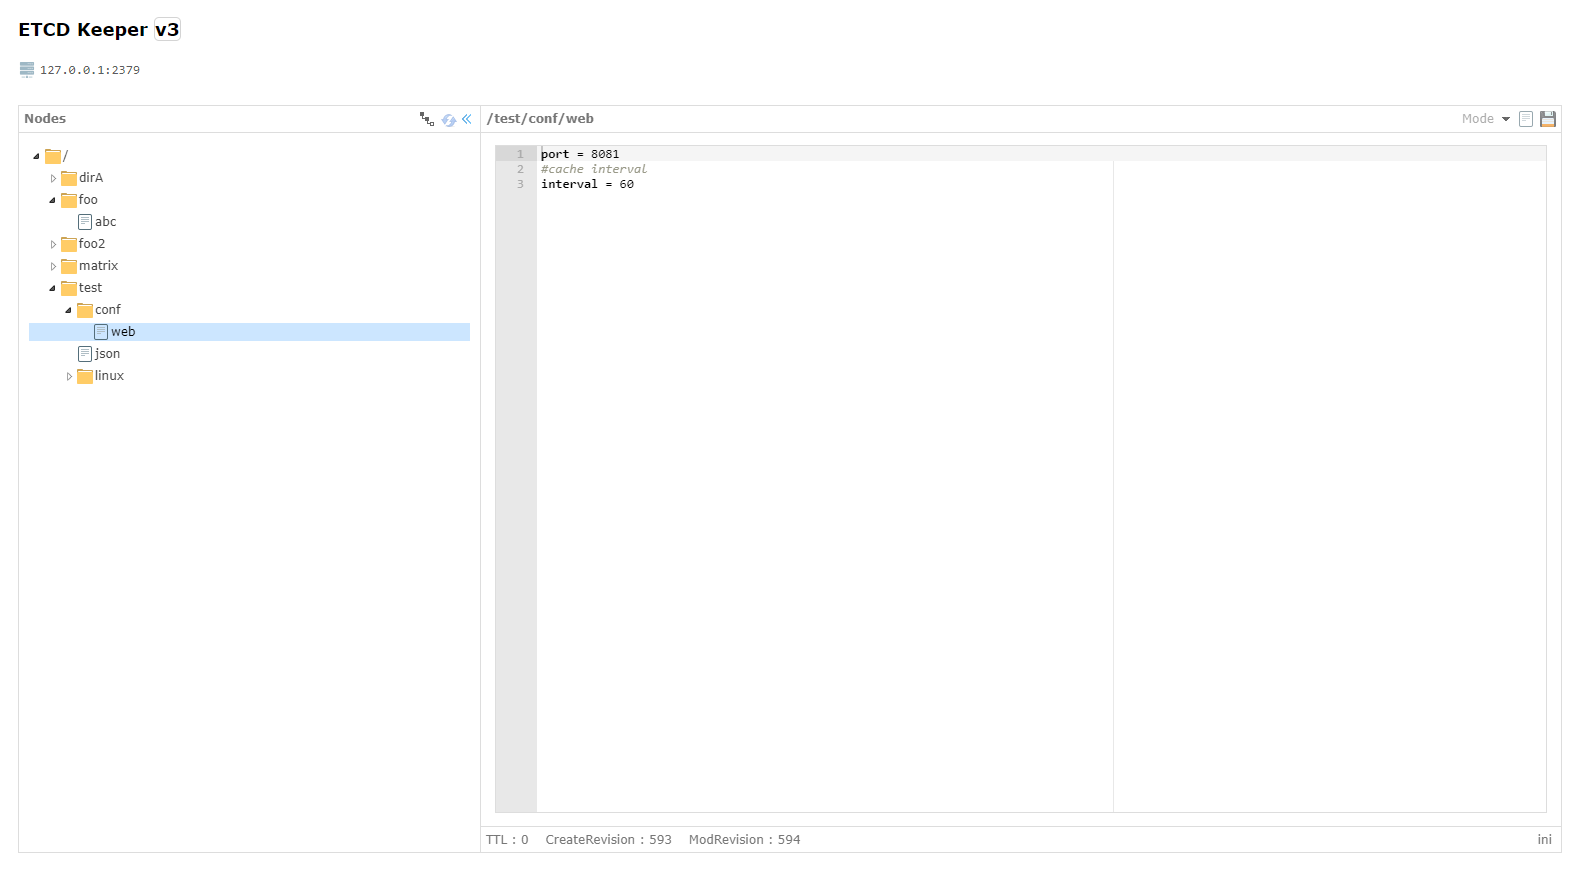 ETCD Keeper v3
127.0.0.1:2379
Nodes
/
dirA
foo
abc
foo2
matrix
test
conf
web
json
linux
/test/conf/web
Mode
1 port = 8081
2 #cache interval
3 interval = 60
TTL : 0 CreateRevision : 593 ModRevision : 594 ini